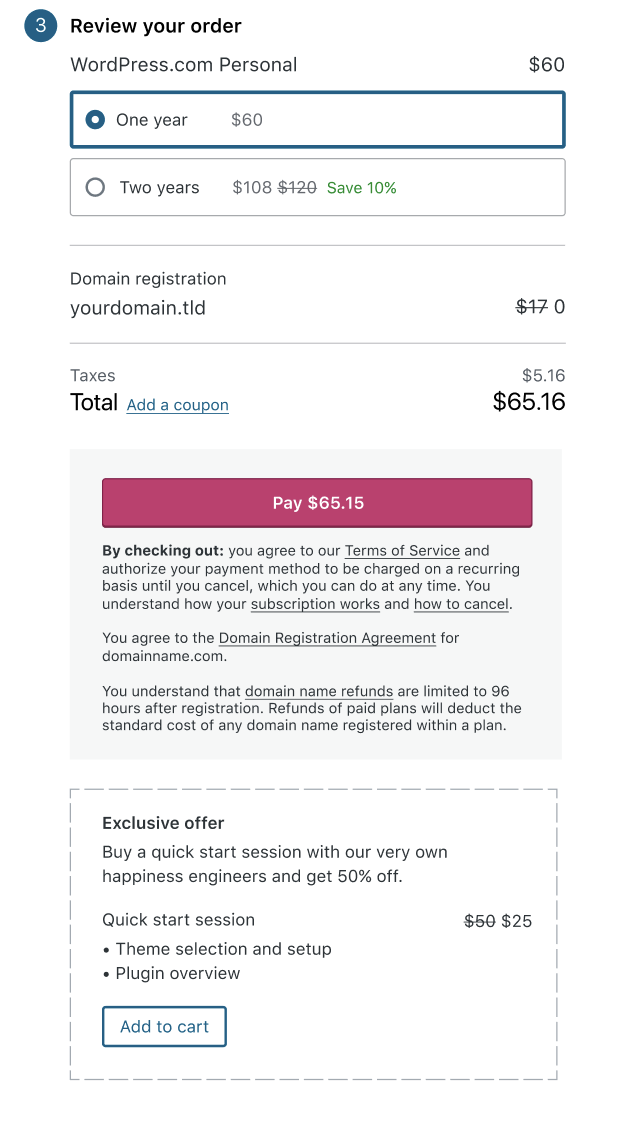 3 Review your order
WordPress.com Personal $60
One year $60
Two years $108 $120 Save 10%
Domain registration
yourdomain.tld $17 0
Taxes $5.16
Total Add a coupon $65.16
Pay $65.15
By checking out: you agree to our Terms of Service and
authorize your payment method to be charged on a recurring
basis until you cancel, which you can do at any time. You
understand how your subscription works and how to cancel.
You agree to the Domain Registration Agreement for
domainname.com.
You understand that domain name refunds are limited to 96
hours after registration. Refunds of paid plans will deduct the
standard cost of any domain name registered within a plan.
Exclusive offer
Buy a quick start session with our very own
happiness engineers and get 50% off.
Quick start session $50 $25
• Theme selection and setup
• Plugin overview
Add to cart